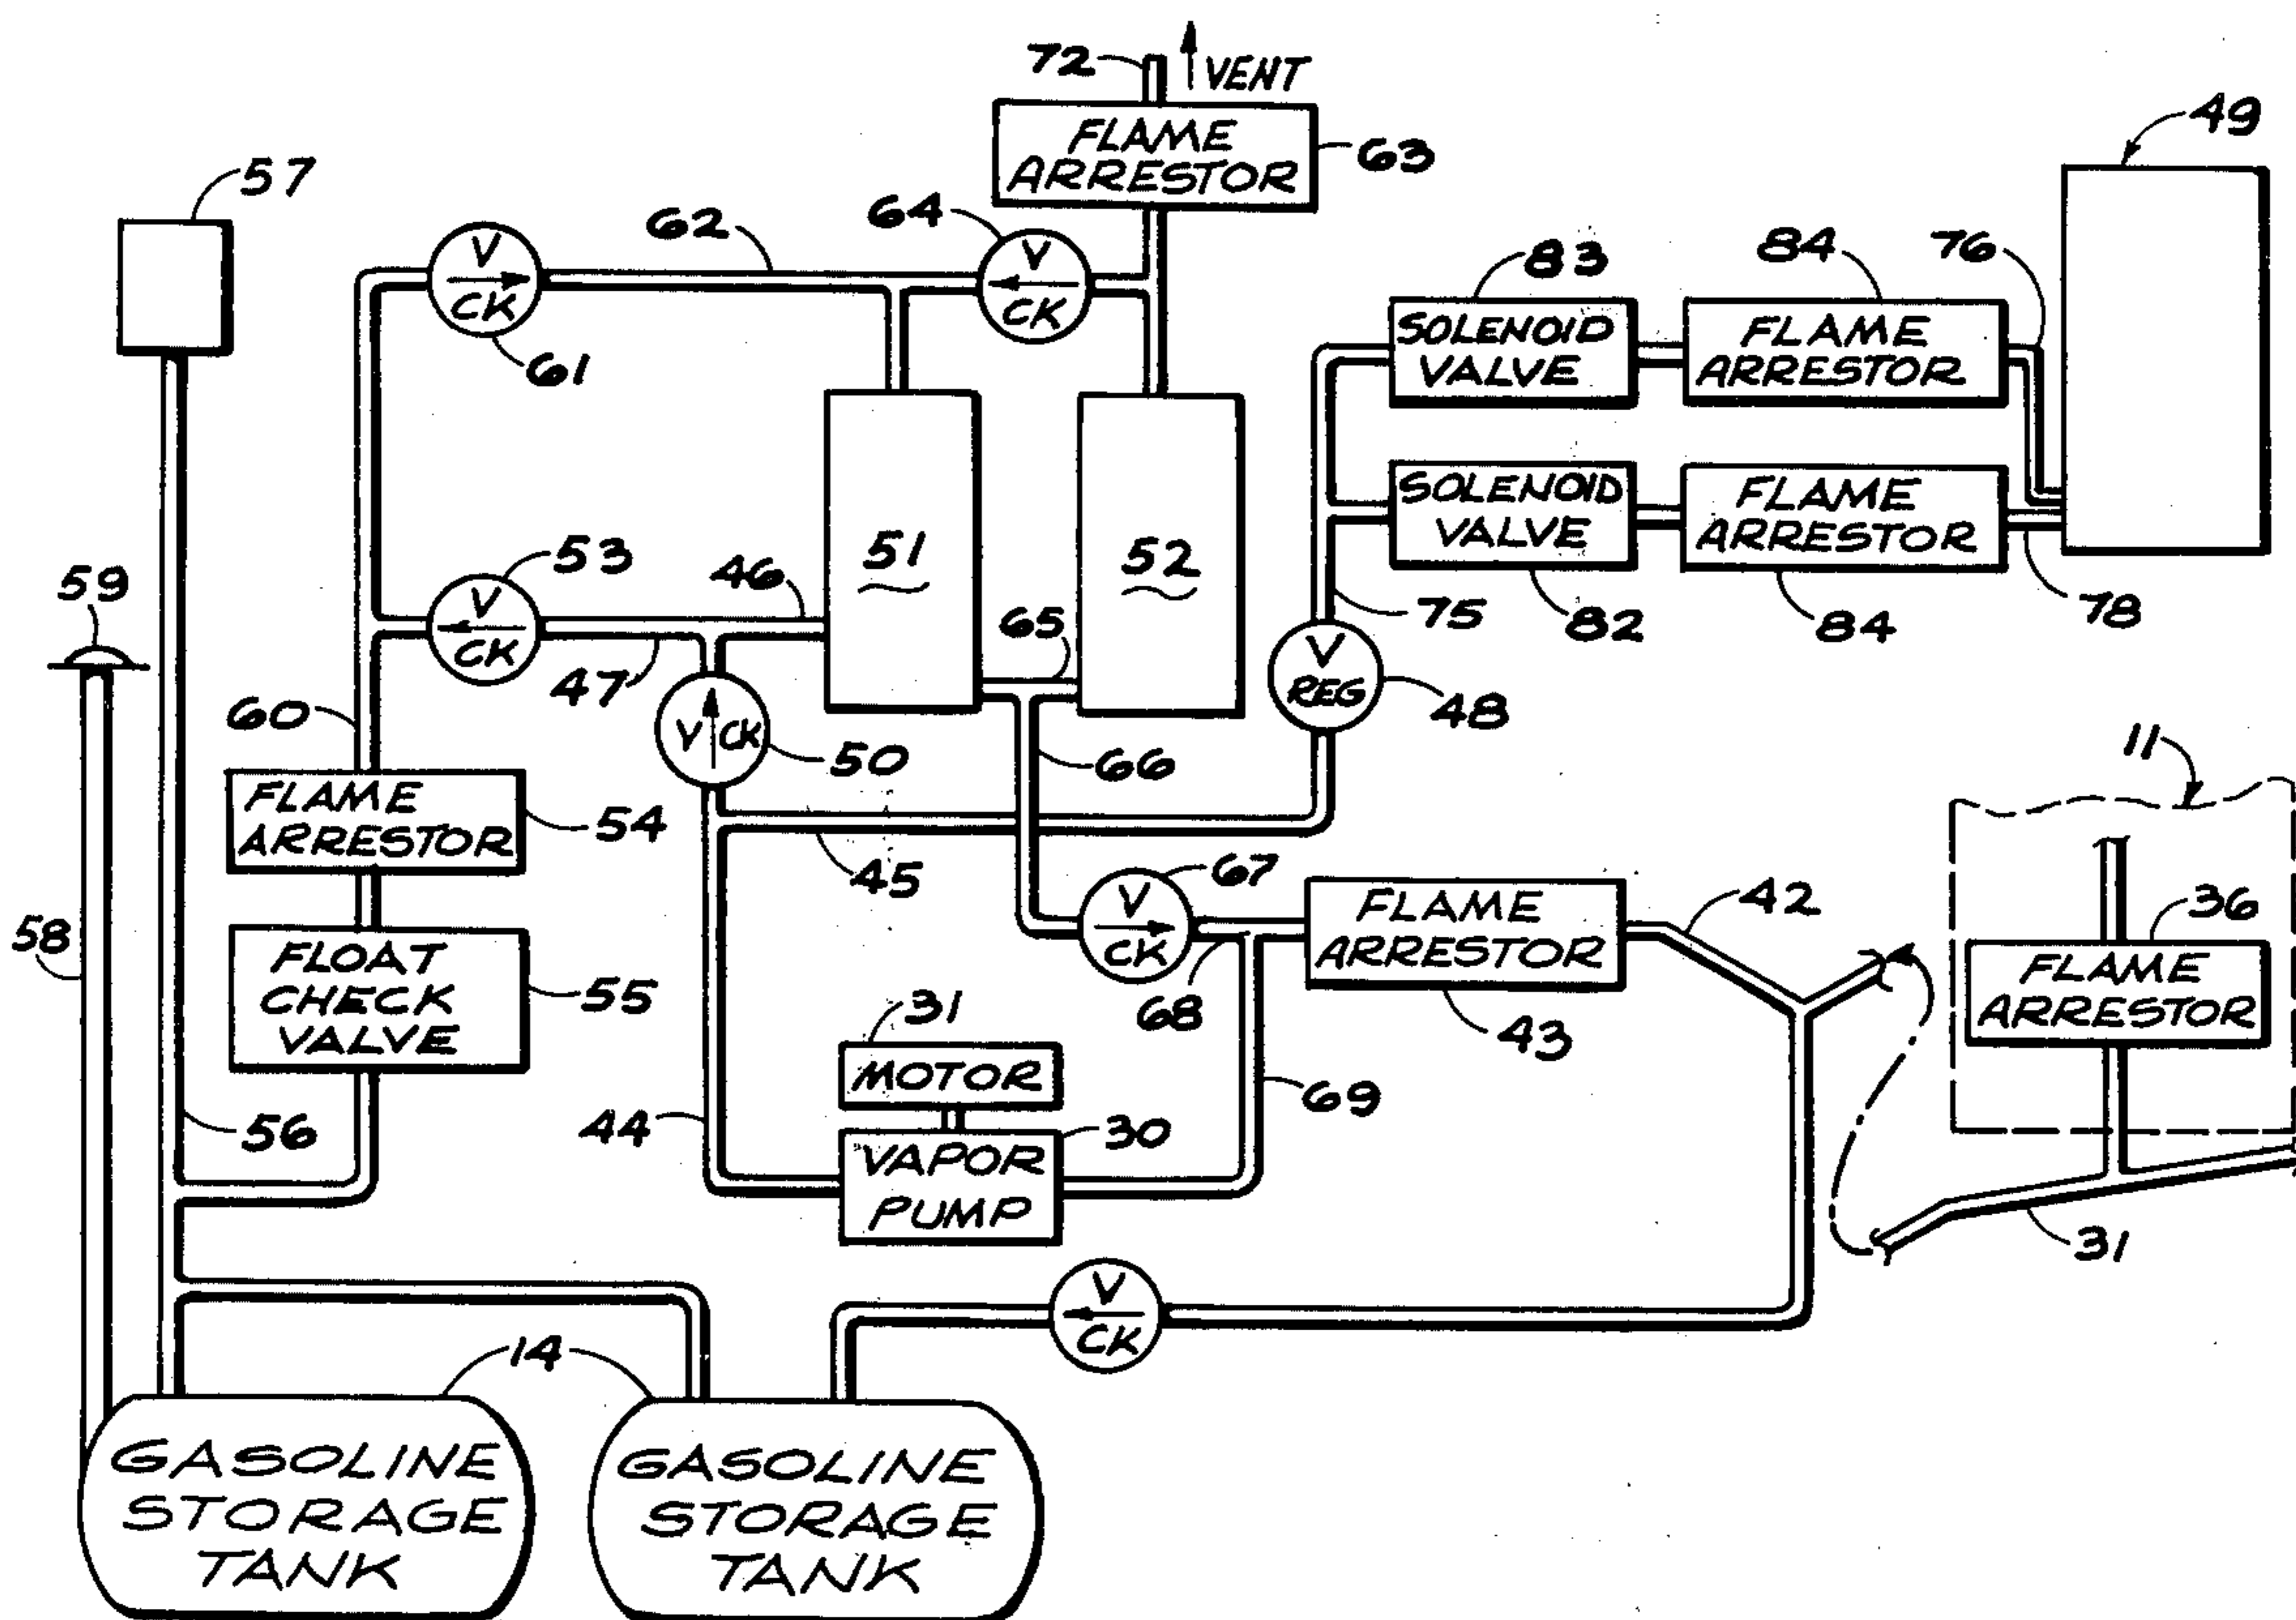 72
VENT
FLAME
ARRESTOR
63
49
57
62
64
V
CK
61
V
CK
83
84
76
SOLENOID
VALVE
FLAME
ARRESTOR
SOLENOID
VALVE
FLAME
ARRESTOR
82
84
78
75
59
53
V
CK
46
47
51
52
65
V
REG
48
60
V CK
50
66
11
FLAME
ARRESTOR
54
45
67
V
CK
68
FLAME
ARRESTOR
43
42
36
FLAME
ARRESTOR
58
FLOAT
CHECK
VALVE
55
31
MOTOR
69
56
44
30
VAPOR
PUMP
31
V
CK
14
GASOLINE
STORAGE
TANK
GASOLINE
STORAGE
TANK